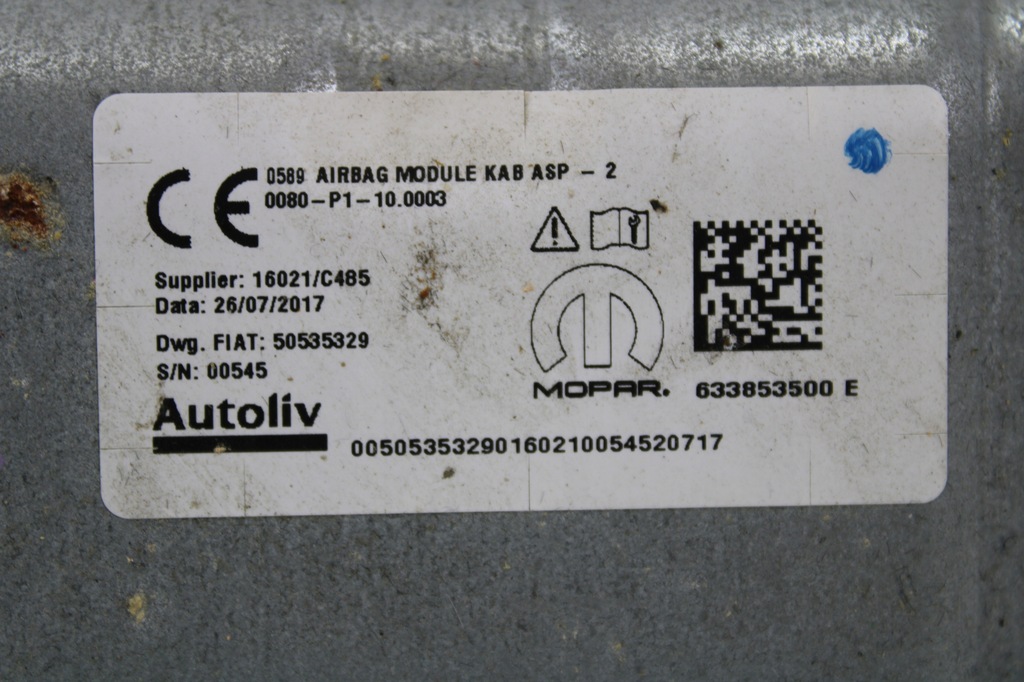 CE 0589 AIRBAG MODULE KAB ASP - 2
0080-P1-10.0003
Supplier: 16021/C485
Data: 26/07/2017
Dwg. FIAT: 50535329
S/N: 00545
Autoliv
MOPAR.
633853500 E
00505353290160210054520717